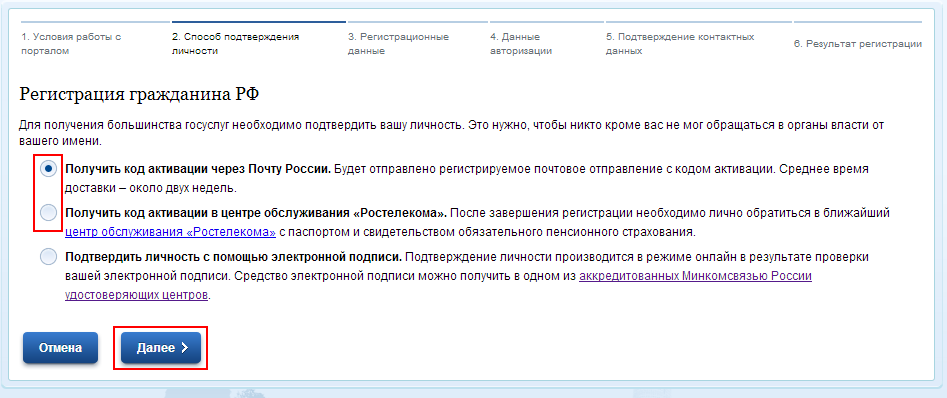 1. Условия работы с порталом
2. Способ подтверждения личности
3. Регистрационные данные
4. Данные авторизации
5. Подтверждение контактных данных
6. Результат регистрации
Регистрация гражданина РФ
Для получения большинства госуслуг необходимо подтвердить вашу личность. Это нужно, чтобы никто кроме вас не мог обращаться в органы власти от
вашего имени.
Получить код активации через Почту России. Будет отправлено регистрируемое почтовое отправление с кодом активации. Среднее время
доставки – около двух недель.
Получить код активации в центре обслуживания «Ростелекома». После завершения регистрации необходимо лично обратиться в ближайший
центр обслуживания «Ростелекома» с паспортом и свидетельством обязательного пенсионного страхования.
Подтвердить личность с помощью электронной подписи. Подтверждение личности производится в режиме онлайн в результате проверки
вашей электронной подписи. Средство электронной подписи можно получить в одном из аккредитованных Минкомсвязью России
удостоверяющих центров.
Отмена
Далее